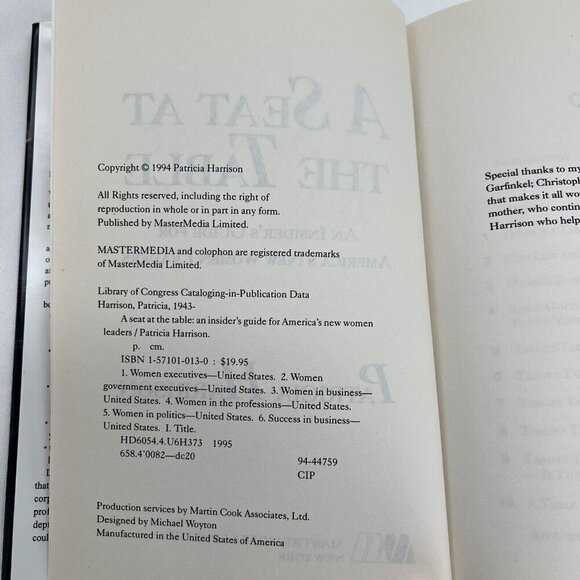 Copyright © 1994 Patricia Harrison
All Rights reserved, including the right of
reproduction in whole or in part in any form.
Published by MasterMedia Limited.
MASTERMEDIA and colophon are registered trademarks
of MasterMedia Limited.
Library of Congress Cataloging-in-Publication Data
Harrison, Patricia, 1943-
A seat at the table: an insider's guide for America's new women
leaders / Patricia Harrison.
p. cm.
ISBN 1-57101-013-0 : $19.95
1. Women executives—United States. 2. Women
government executives—United States. 3. Women in business—
United States. 4. Women in the professions—United States.
5. Women in politics—United States. 6. Success in business—
United States. I. Title.
HD6054.4.U6H373 1995
658.4'0082—dc20 94-44759
CIP
Production services by Martin Cook Associates, Ltd.
Designed by Michael Woyton
Manufactured in the United States of America
Special thanks to my
Garfinkel; Christoph
that makes it all wo
mother, who contin
Harrison who help